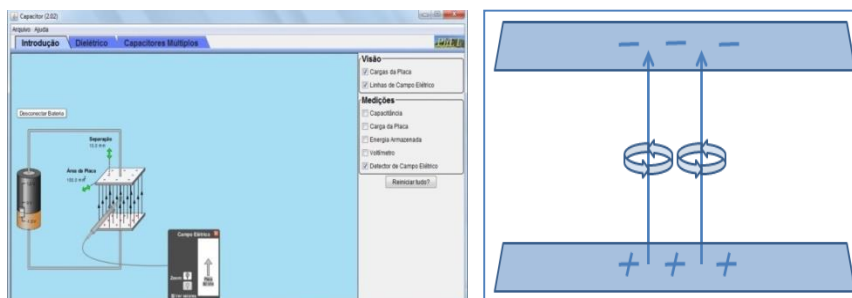 Capacitor (2.02)
Arquivo Ajuda
Introdução
Dielétrico
Capacitores Múltiplos
Visão
Cargas da Placa
Linhas de Campo Elétrico
Medições
Capacitância
Carga da Placa
Energia Armazenada
Voltímetro
Detector de Campo Elétrico
Reiniciar tudo?
Desconectar Bateria
Separação
Área da Placa
Campo Elétrico
− − −
+ + +